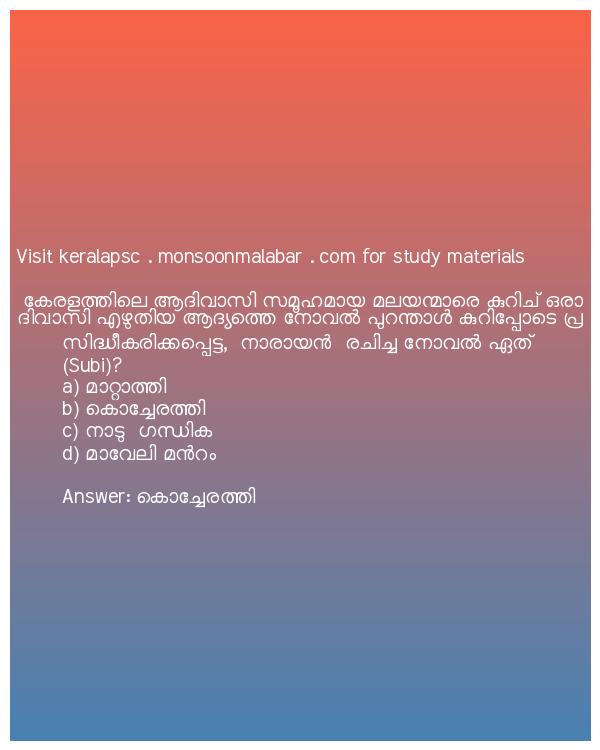 Visit keralapsc . monsoonmalabar . com for study materials
കേരളത്തിലെ ആദിവാസി സമൂഹമായ മലയന്മാരെ കുറിച് ഒരാ
ദിവാസി എഴുതിയ ആദ്യത്തെ നോവൽ പുറന്താൾ കുറിപ്പോടെ പ്ര
സിദ്ധീകരിക്കപ്പെട്ട, നാരായൻ രചിച്ച നോവൽ ഏത്
(Subi)?
a) മാറ്റാത്തി
b) കൊച്ചേരത്തി
c) നാടു ഗന്ധിക
d) മാവേലി മൻറം
Answer: കൊച്ചേരത്തി